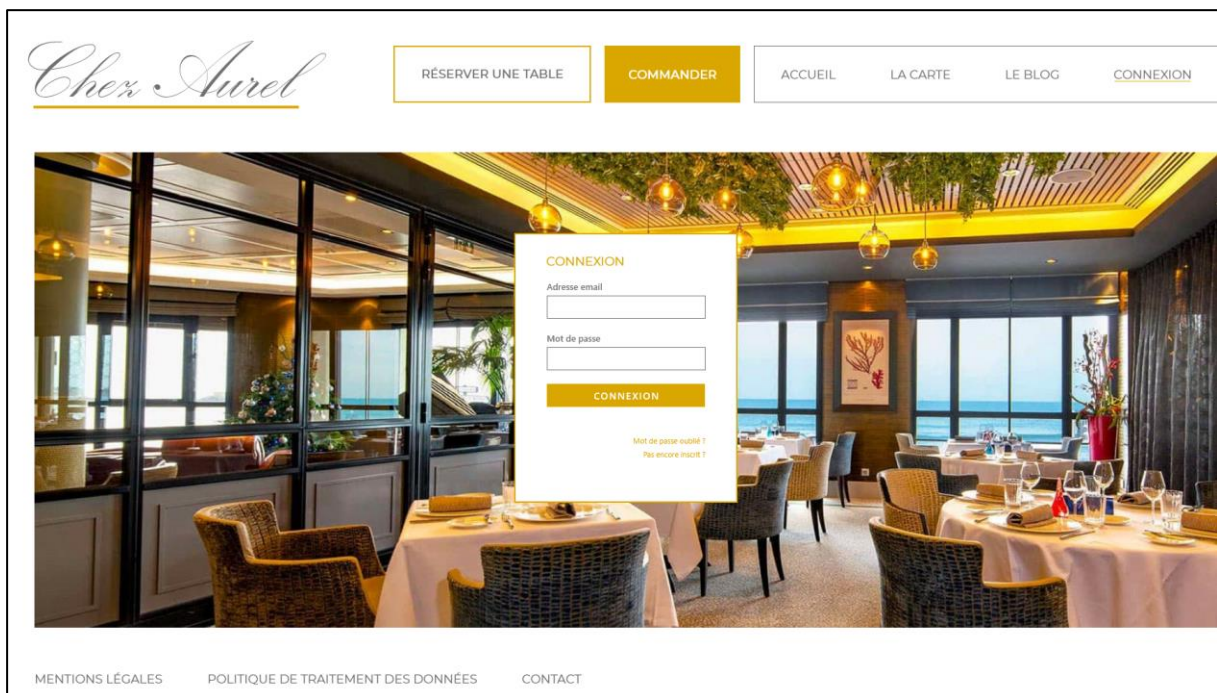 Chez Aurel
RÉSERVER UNE TABLE
COMMANDER
ACCUEIL
LA CARTE
LE BLOG
CONNEXION
CONNEXION
Adresse email
Mot de passe
CONNEXION
Mot de passe oublié ?
Pas encore inscrit ?
MENTIONS LÉGALES
POLITIQUE DE TRAITEMENT DES DONNÉES
CONTACT